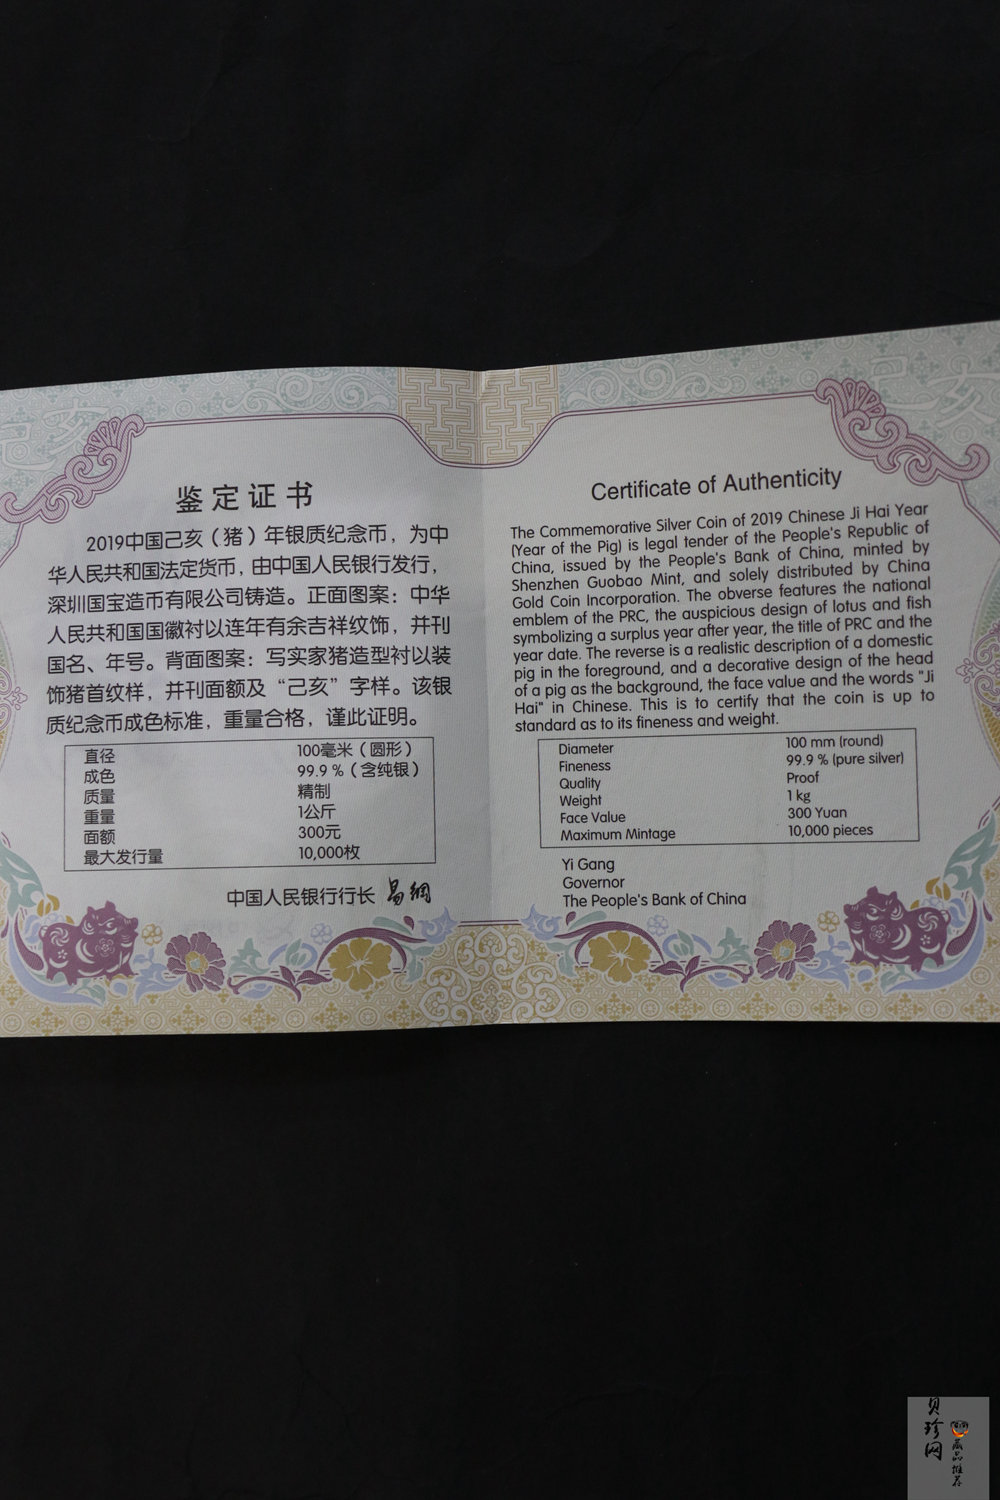 鉴定证书
2019中国己亥（猪）年银质纪念币，为中
华人民共和国法定货币，由中国人民银行发行，
深圳国宝造币有限公司铸造。正面图案：中华
人民共和国国徽衬以连年有余吉祥纹饰，并刊
国名、年号。背面图案：写实家猪造型衬以装
饰猪首纹样，并刊面额及“己亥”字样。该银
质纪念币成色标准，重量合格，谨此证明。
直径 100毫米（圆形）
成色 99.9 %（含纯银）
质量 精制
重量 1公斤
面额 300元
最大发行量 10,000枚
中国人民银行行长 易纲
Certificate of Authenticity
The Commemorative Silver Coin of 2019 Chinese Ji Hai Year
(Year of the Pig) is legal tender of the People's Republic of
China, issued by the People's Bank of China, minted by
Shenzhen Guobao Mint, and solely distributed by China
Gold Coin Incorporation. The obverse features the national
emblem of the PRC, the auspicious design of lotus and fish
symbolizing a surplus year after year, the title of PRC and the
year date. The reverse is a realistic description of a domestic
pig in the foreground, and a decorative design of the head
of a pig as the background, the face value and the words "Ji
Hai" in Chinese. This is to certify that the coin is up to
standard as to its fineness and weight.
Diameter 100 mm (round)
Fineness 99.9 % (pure silver)
Quality Proof
Weight 1 kg
Face Value 300 Yuan
Maximum Mintage 10,000 pieces
Yi Gang
Governor
The People's Bank of China
贝珍网
藏品推荐